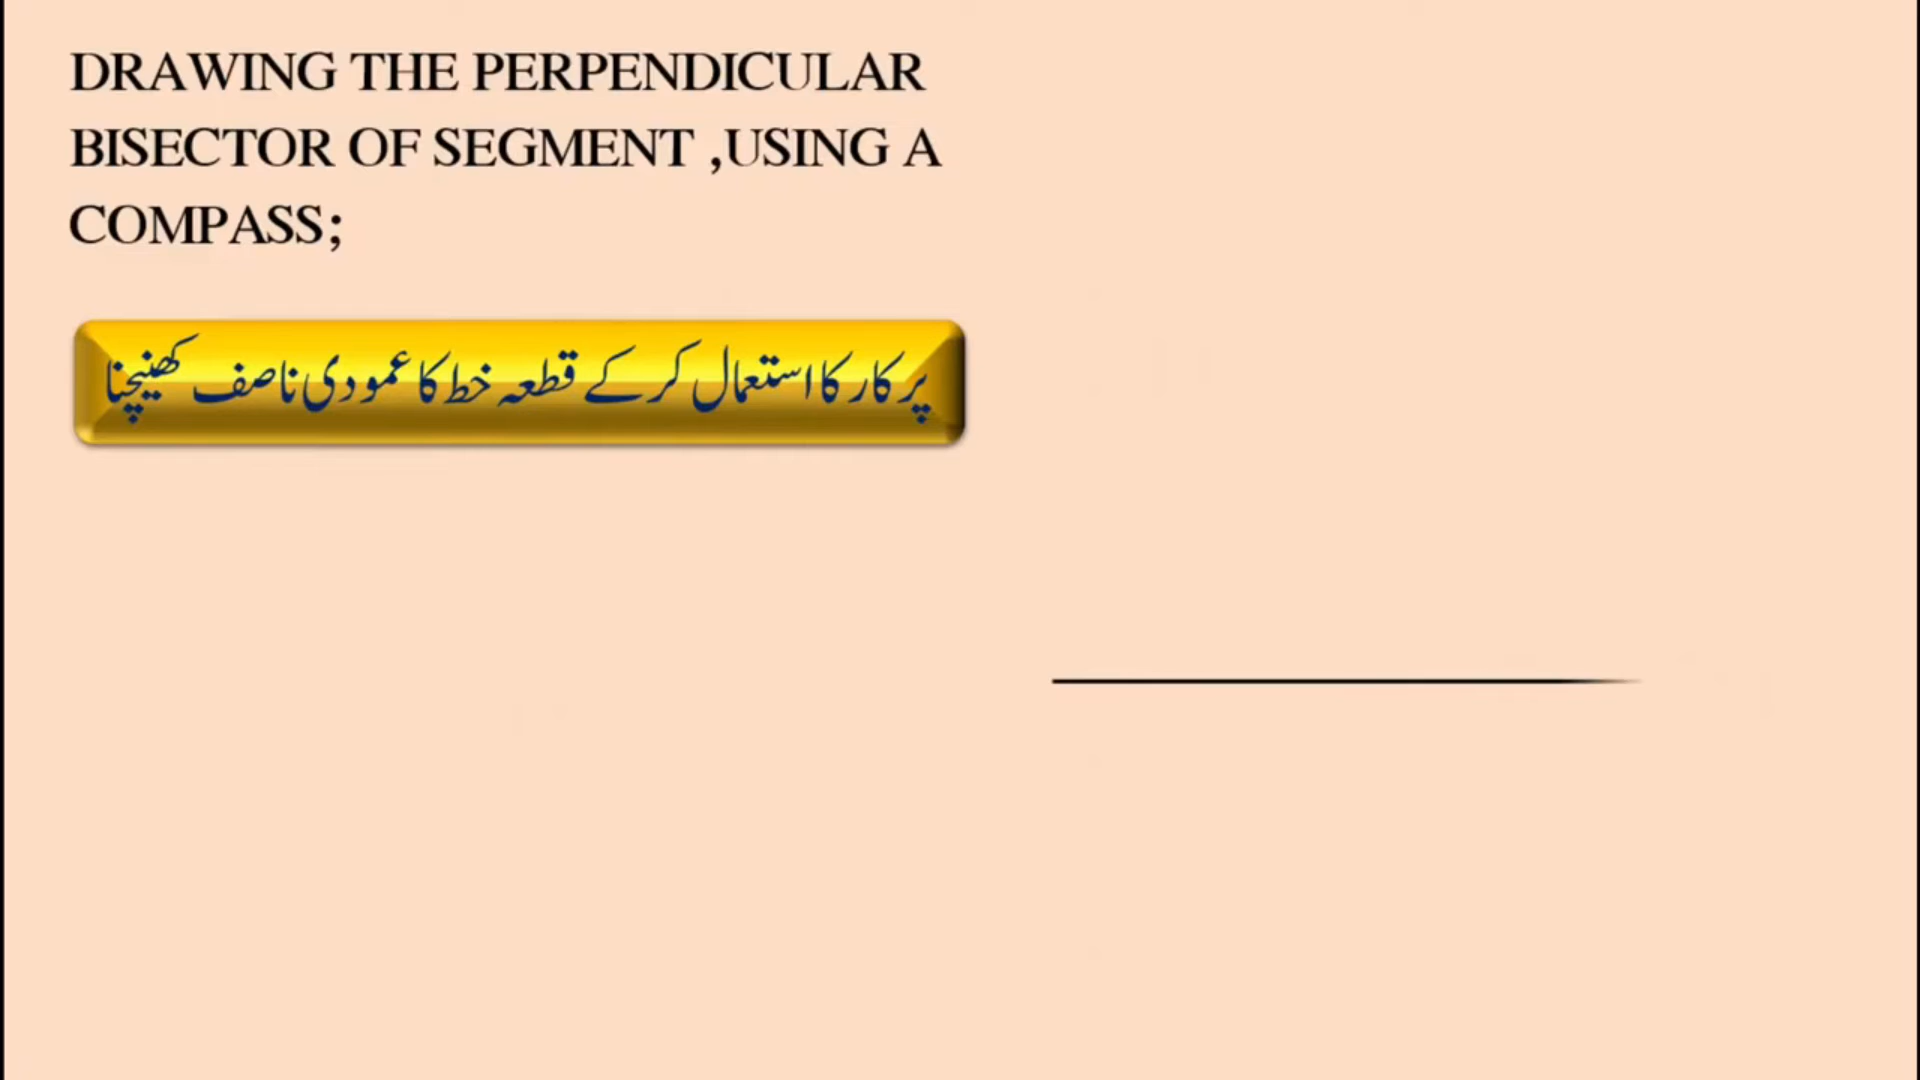 DRAWING THE PERPENDICULAR
BISECTOR OF SEGMENT ,USING A
COMPASS;
پرکار کا استعمال کر کے قطعہ خط کا عمودی ناصف کھینچنا